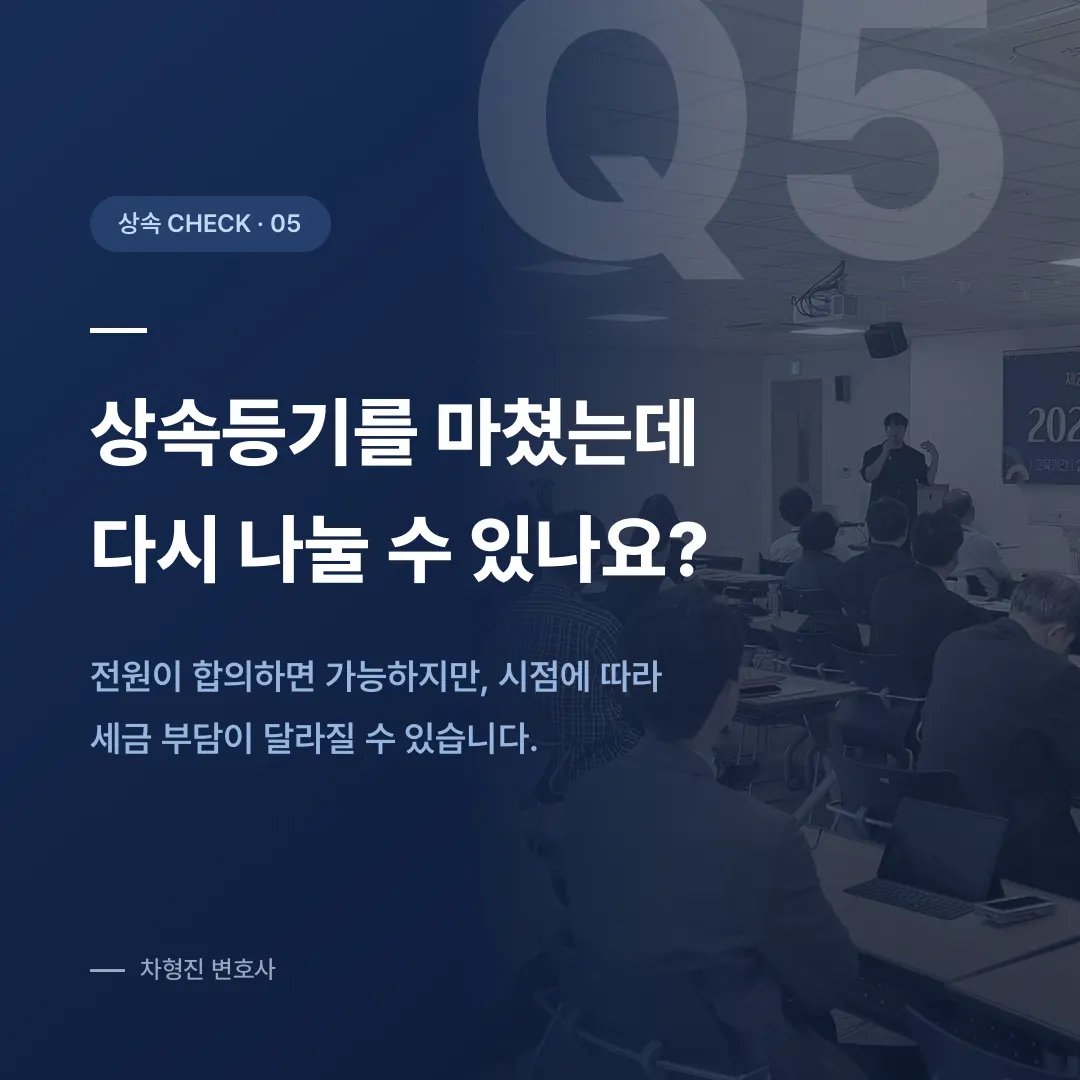 Q5
상속 CHECK · 05
상속등기를 마쳤는데
다시 나눌 수 있나요?
전원이 합의하면 가능하지만, 시점에 따라
세금 부담이 달라질 수 있습니다.
차형진 변호사
202